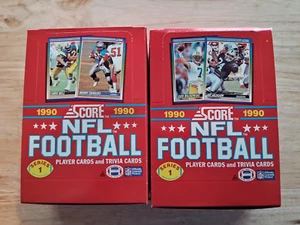 1990 SCORE 1990
NFL
FOOTBALL
PLAYER CARDS and TRIVIA CARDS
SERIES
1
1990 SCORE 1990
NFL
FOOTBALL
PLAYER CARDS and TRIVIA CARDS
SERIES
1